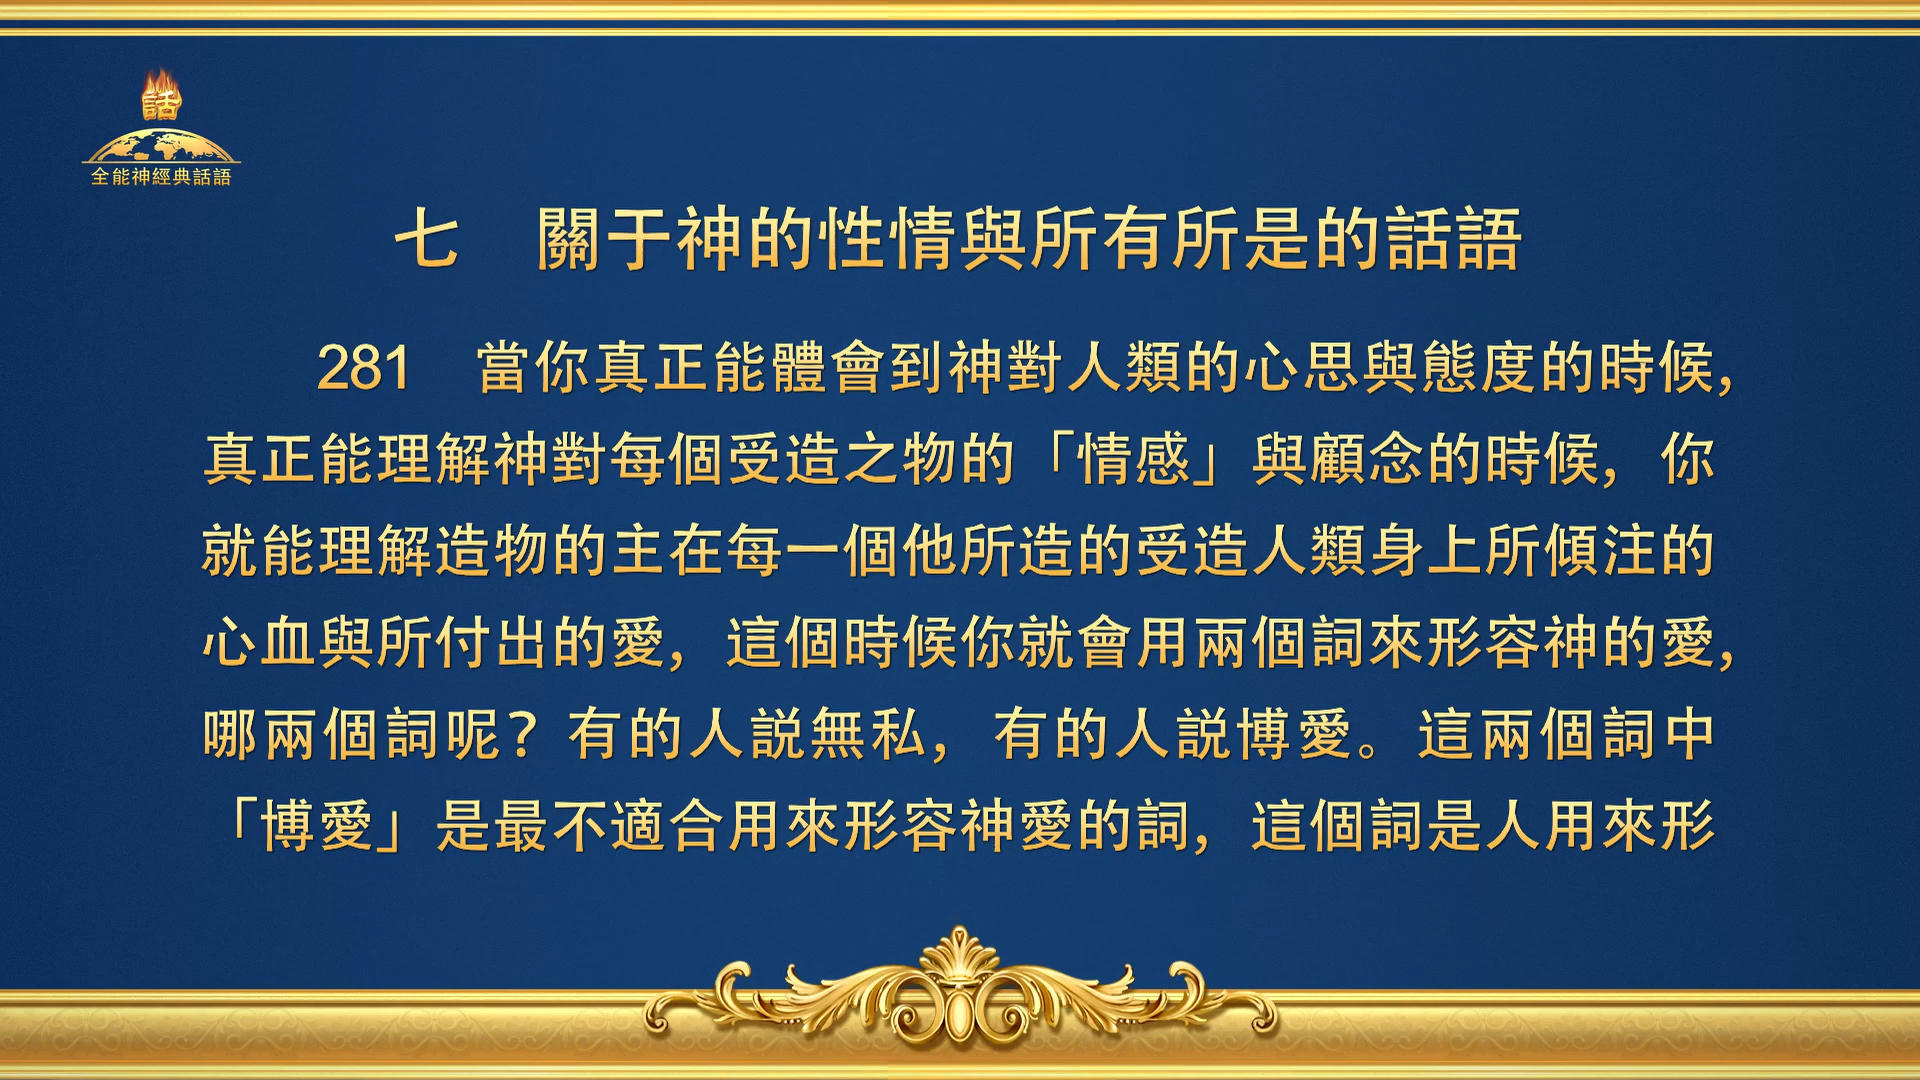 話
全能神經典話語
七　關于神的性情與所有所是的話語
281　當你真正能體會到神對人類的心思與態度的時候，
真正能理解神對每個受造之物的「情感」與顧念的時候，你
就能理解造物的主在每一個他所造的受造人類身上所傾注的
心血與所付出的愛，這個時候你就會用兩個詞來形容神的愛，
哪兩個詞呢？有的人説無私，有的人説博愛。這兩個詞中
「博愛」是最不適合用來形容神愛的詞，這個詞是人用來形